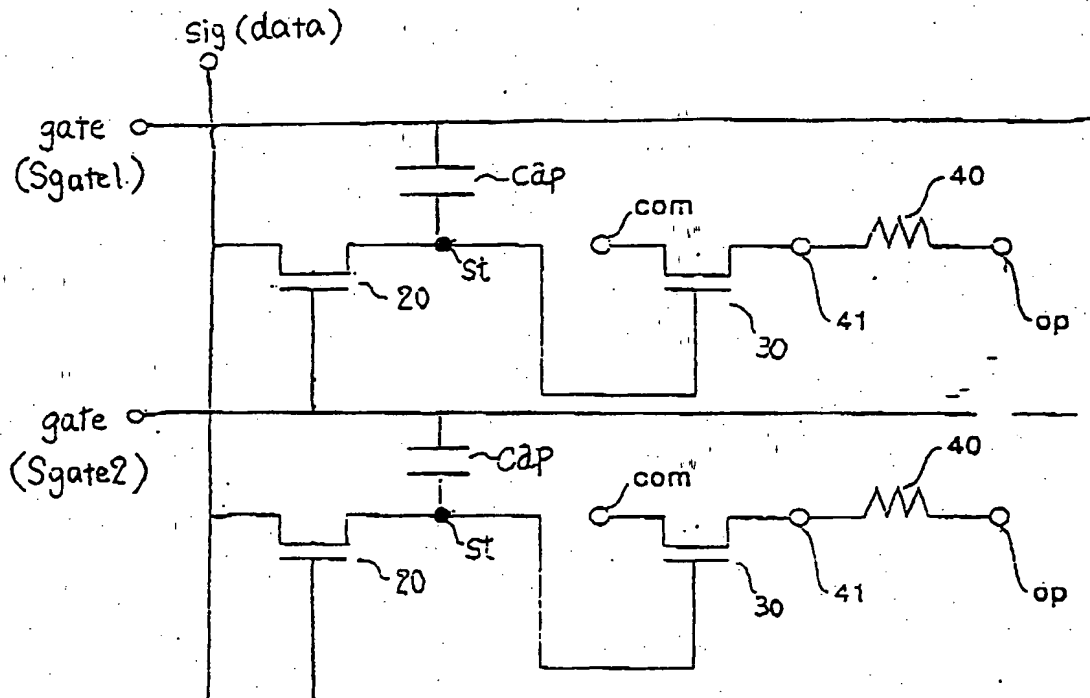 sig (data)
gate
(Sgate1.)
cap
st
20
com
30
41
40
op
gate
(Sgate2)
cap
st
20
com
30
41
40
op